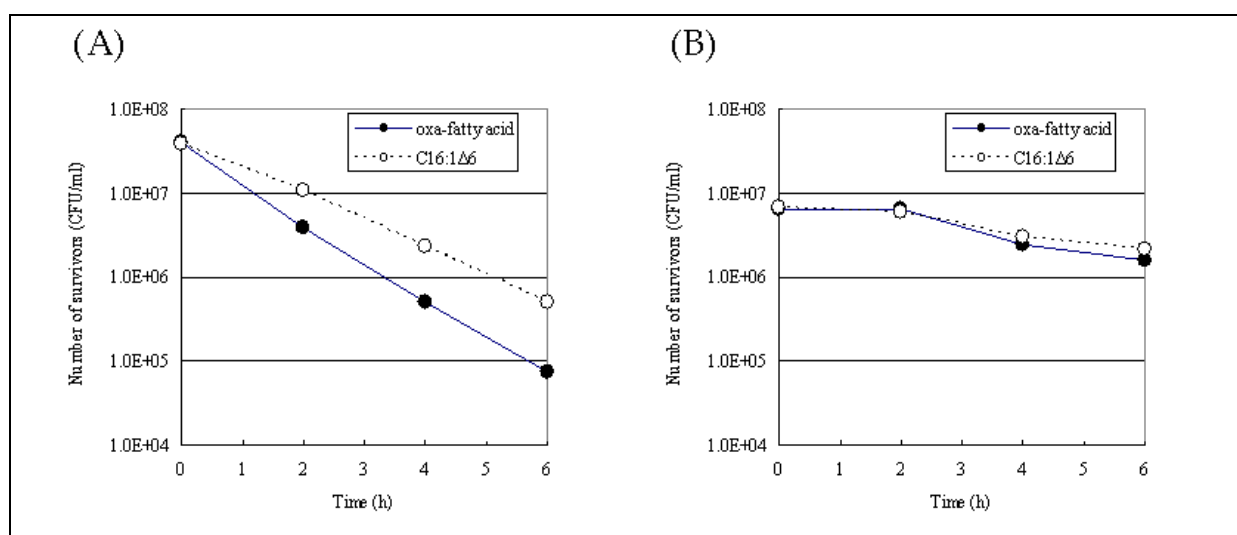 (A)
1.0E+08
1.0E+07
1.0E+06
1.0E+05
1.0E+04
Number of survivors (CFU/ml)
oxa-fatty acid
C16:1Δ6
0 1 2 3 4 5 6
Time (h)
(B)
1.0E+08
1.0E+07
1.0E+06
1.0E+05
1.0E+04
Number of survivors (CFU/ml)
oxa-fatty acid
C16:1Δ6
0 1 2 3 4 5 6
Time (h)